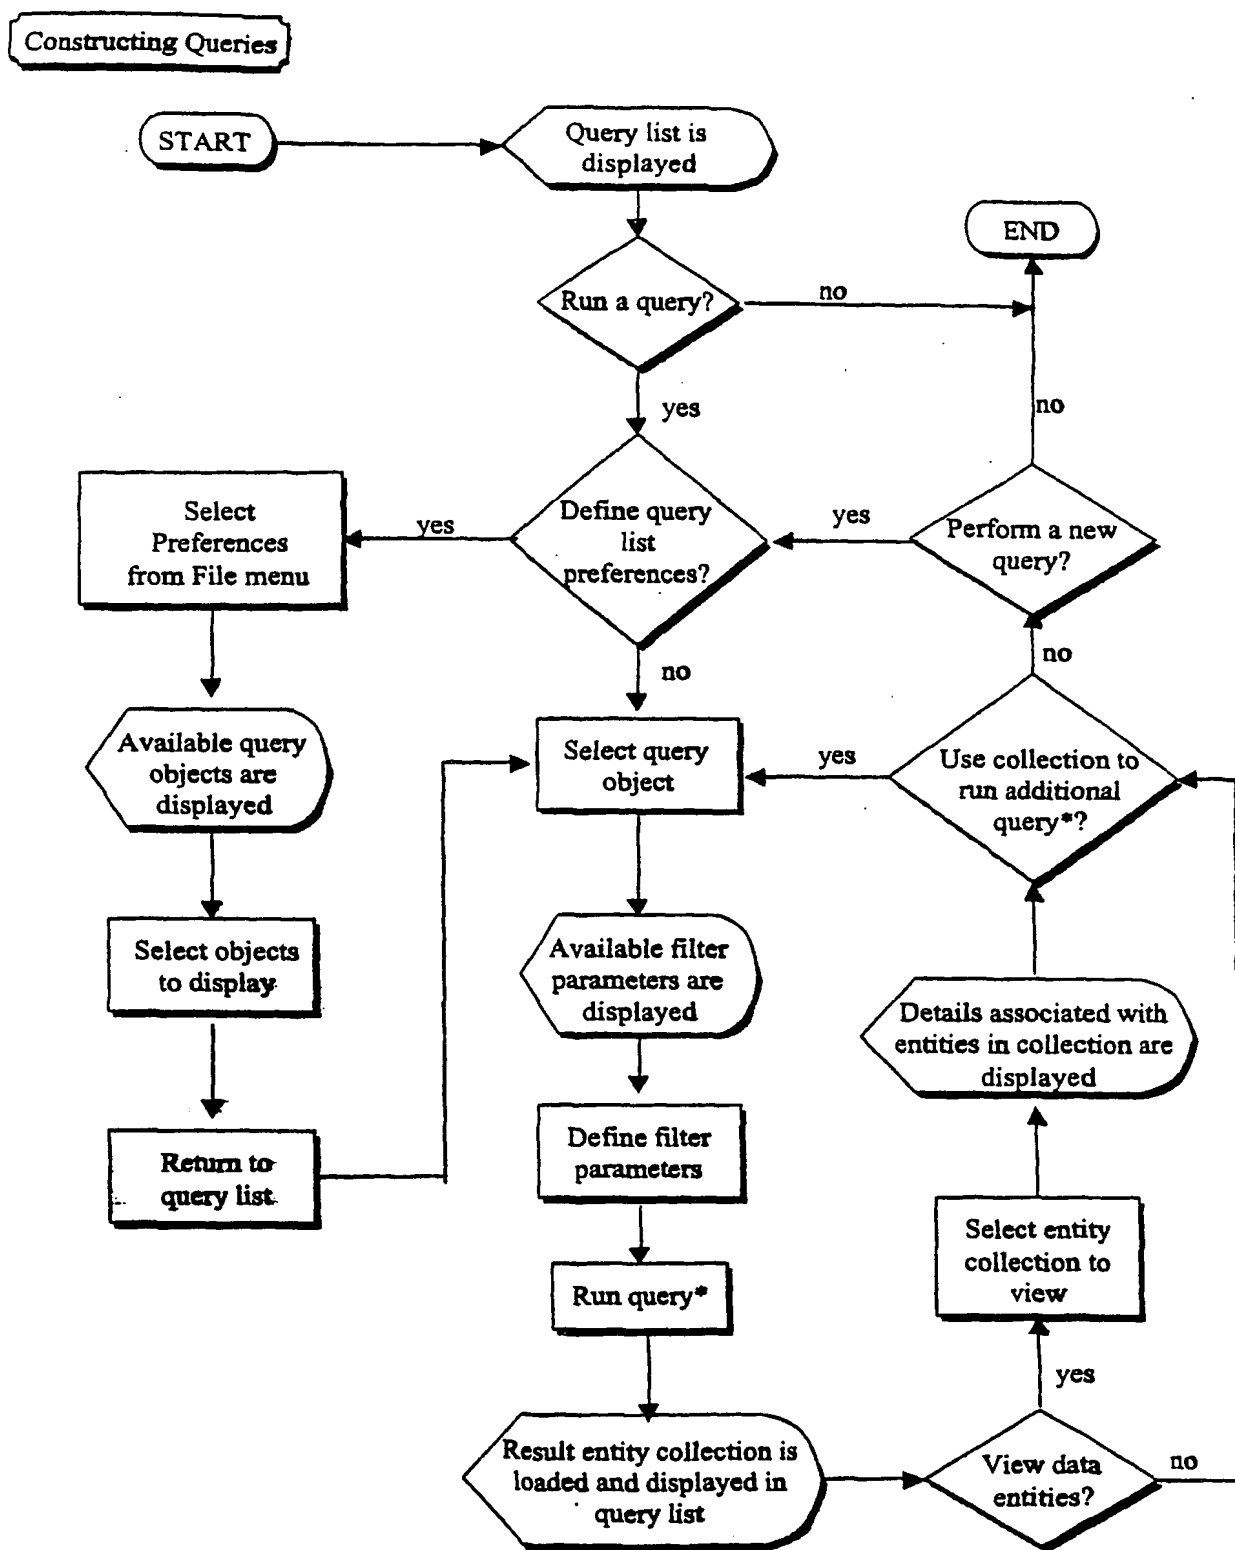 Constructing Queries
START
Query list is
displayed
END
Run a query?
no
yes
no
Select
Preferences
from File menu
yes
Define query
list
preferences?
yes
Perform a new
query?
no
no
Available query
objects are
displayed
Select query
object
yes
Use collection to
run additional
query*?
Select objects
to display
Available filter
parameters are
displayed
Details associated with
entities in collection are
displayed
Return to
query list
Define filter
parameters
Select entity
collection to
view
Run query*
yes
Result entity collection is
loaded and displayed in
query list
View data
entities?
no